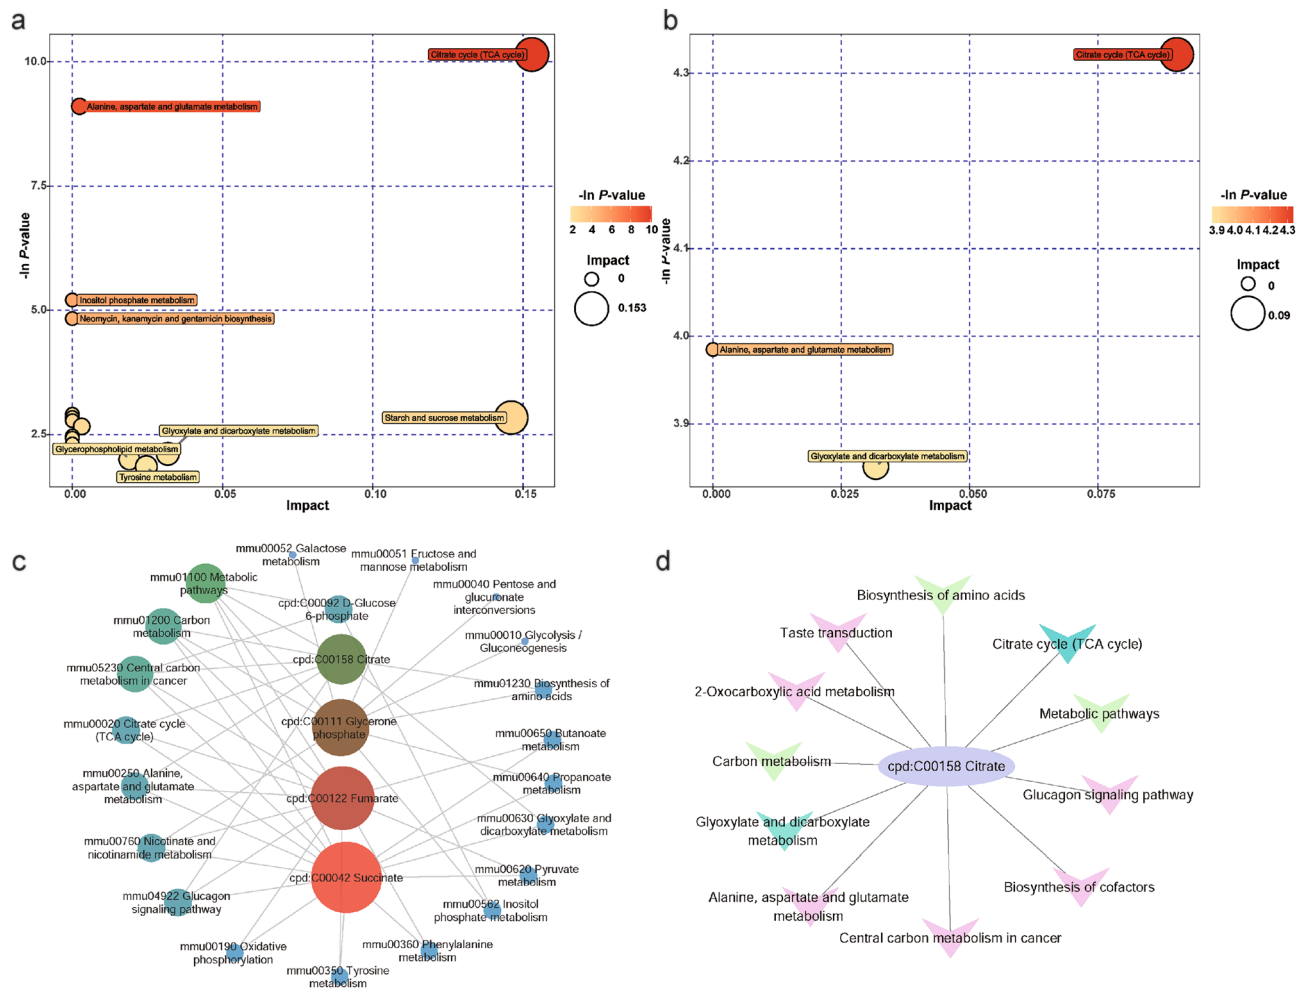 a
10.0
7.5
5.0
2.5
-ln P-value
Citrate cycle (TCA cycle)
Alanine, aspartate and glutamate metabolism
Inositol phosphate metabolism
Neomycin, kanamycin and gentamicin biosynthesis
Starch and sucrose metabolism
Glyoxylate and dicarboxylate metabolism
Glycerophospholipid metabolism
Tyrosine metabolism
0.00
0.05
0.10
0.15
Impact
-ln P-value
2 4 6 8 10
Impact
0
0.153
b
4.3
4.2
4.1
4.0
3.9
-ln P-value
Citrate cycle (TCA cycle)
Alanine, aspartate and glutamate metabolism
Glyoxylate and dicarboxylate metabolism
0.000
0.025
0.050
0.075
Impact
-ln P-value
3.9 4.0 4.1 4.2 4.3
Impact
0
0.09
c
mmu00052 Galactose
metabolism
mmu00051 Fructose and
mannose metabolism
mmu01100 Metabolic
pathways
cpd:C00092 D-Glucose
6-phosphate
mmu00040 Pentose and
glucuronate
interconversions
mmu01200 Carbon
metabolism
mmu00010 Glycolysis /
Gluconeogenesis
cpd:C00158 Citrate
mmu05230 Central carbon
metabolism in cancer
mmu01230 Biosynthesis of
amino acids
mmu00020 Citrate cycle
(TCA cycle)
cpd:C00111 Glycerone
phosphate
mmu00650 Butanoate
metabolism
mmu00250 Alanine,
aspartate and glutamate
metabolism
cpd:C00122 Fumarate
mmu00640 Propanoate
metabolism
mmu00630 Glyoxylate and
dicarboxylate metabolism
mmu00760 Nicotinate and
nicotinamide metabolism
cpd:C00042 Succinate
mmu00620 Pyruvate
metabolism
mmu04922 Glucagon
signaling pathway
mmu00562 Inositol
phosphate metabolism
mmu00190 Oxidative
phosphorylation
mmu00360 Phenylalanine
metabolism
mmu00350 Tyrosine
metabolism
d
Biosynthesis of amino acids
Taste transduction
Citrate cycle (TCA cycle)
2-Oxocarboxylic acid metabolism
Metabolic pathways
Carbon metabolism
cpd:C00158 Citrate
Glucagon signaling pathway
Glyoxylate and dicarboxylate
metabolism
Biosynthesis of cofactors
Alanine, aspartate and glutamate
metabolism
Central carbon metabolism in cancer